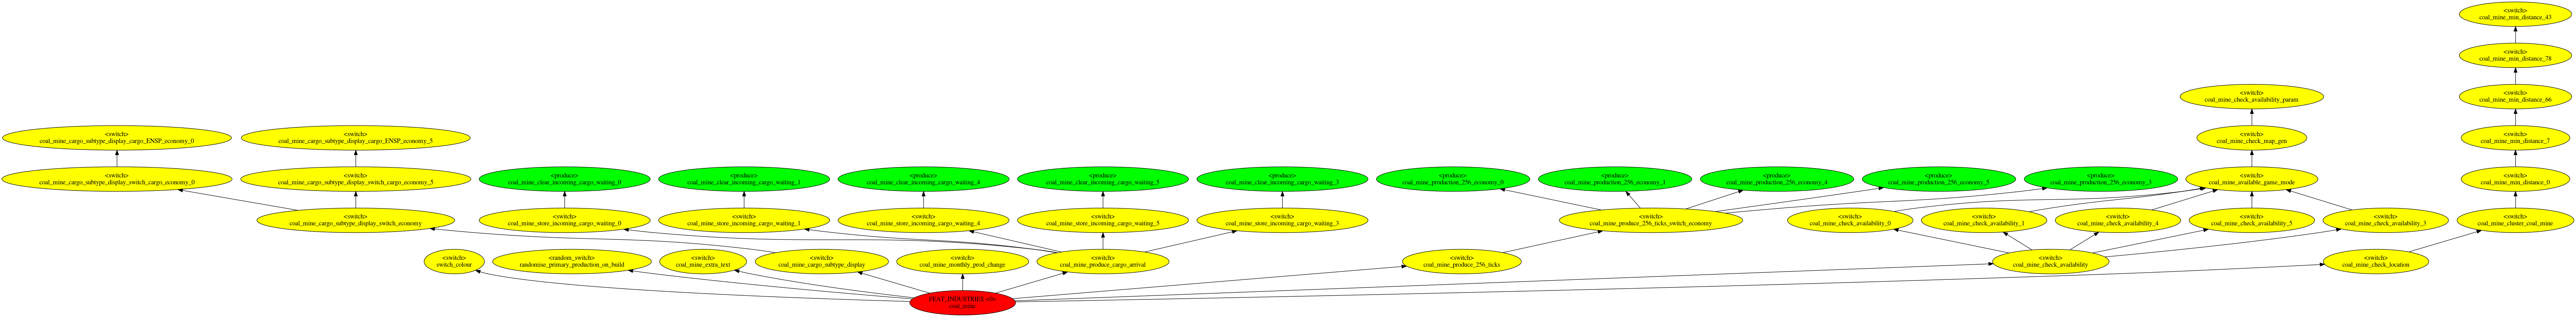 <switch>
coal_mine_min_distance_43
<switch>
coal_mine_min_distance_78
<switch>
coal_mine_check_availability_param
<switch>
coal_mine_min_distance_66
<switch>
coal_mine_cargo_subtype_display_cargo_ENSP_economy_0
<switch>
coal_mine_cargo_subtype_display_cargo_ENSP_economy_5
<switch>
coal_mine_check_map_gen
<switch>
coal_mine_min_distance_7
<switch>
coal_mine_cargo_subtype_display_switch_cargo_economy_0
<switch>
coal_mine_cargo_subtype_display_switch_cargo_economy_5
<produce>
coal_mine_clear_incoming_cargo_waiting_0
<produce>
coal_mine_clear_incoming_cargo_waiting_1
<produce>
coal_mine_clear_incoming_cargo_waiting_4
<produce>
coal_mine_clear_incoming_cargo_waiting_5
<produce>
coal_mine_clear_incoming_cargo_waiting_3
<produce>
coal_mine_production_256_economy_0
<produce>
coal_mine_production_256_economy_1
<produce>
coal_mine_production_256_economy_4
<produce>
coal_mine_production_256_economy_5
<produce>
coal_mine_production_256_economy_3
<switch>
coal_mine_available_game_mode
<switch>
coal_mine_min_distance_0
<switch>
coal_mine_cargo_subtype_display_switch_economy
<switch>
coal_mine_store_incoming_cargo_waiting_0
<switch>
coal_mine_store_incoming_cargo_waiting_1
<switch>
coal_mine_store_incoming_cargo_waiting_4
<switch>
coal_mine_store_incoming_cargo_waiting_5
<switch>
coal_mine_store_incoming_cargo_waiting_3
<switch>
coal_mine_produce_256_ticks_switch_economy
<switch>
coal_mine_check_availability_0
<switch>
coal_mine_check_availability_1
<switch>
coal_mine_check_availability_4
<switch>
coal_mine_check_availability_5
<switch>
coal_mine_check_availability_3
<switch>
coal_mine_cluster_coal_mine
<switch>
switch_colour
<random_switch>
randomise_primary_production_on_build
<switch>
coal_mine_extra_text
<switch>
coal_mine_cargo_subtype_display
<switch>
coal_mine_monthly_prod_change
<switch>
coal_mine_produce_cargo_arrival
<switch>
coal_mine_produce_256_ticks
<switch>
coal_mine_check_availability
<switch>
coal_mine_check_location
coal_mine